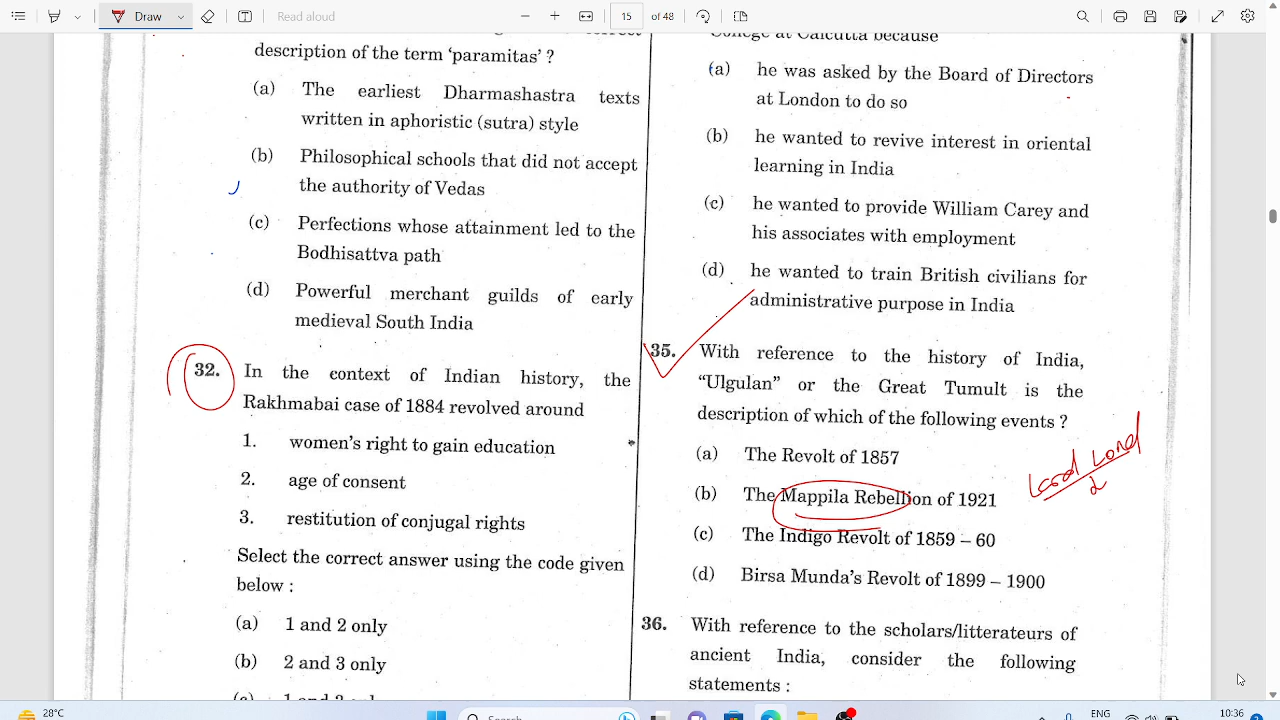 Draw
Read aloud
15 of 48
description of the term ‘paramitas’ ?
(a) The earliest Dharmashastra texts
written in aphoristic (sutra) style
(b) Philosophical schools that did not accept
the authority of Vedas
(c) Perfections whose attainment led to the
Bodhisattva path
(d) Powerful merchant guilds of early
medieval South India
32. In the context of Indian history, the
Rakhmabai case of 1884 revolved around
1. women’s right to gain education
2. age of consent
3. restitution of conjugal rights
Select the correct answer using the code given
below :
(a) 1 and 2 only
(b) 2 and 3 only
College at Calcutta because
(a) he was asked by the Board of Directors
at London to do so
(b) he wanted to revive interest in oriental
learning in India
(c) he wanted to provide William Carey and
his associates with employment
(d) he wanted to train British civilians for
administrative purpose in India
35. With reference to the history of India,
“Ulgulan” or the Great Tumult is the
description of which of the following events ?
(a) The Revolt of 1857
(b) The Mappila Rebellion of 1921
(c) The Indigo Revolt of 1859 – 60
(d) Birsa Munda’s Revolt of 1899 – 1900
36. With reference to the scholars/litterateurs of
ancient India, consider the following
statements :
28°C
Search
ENG